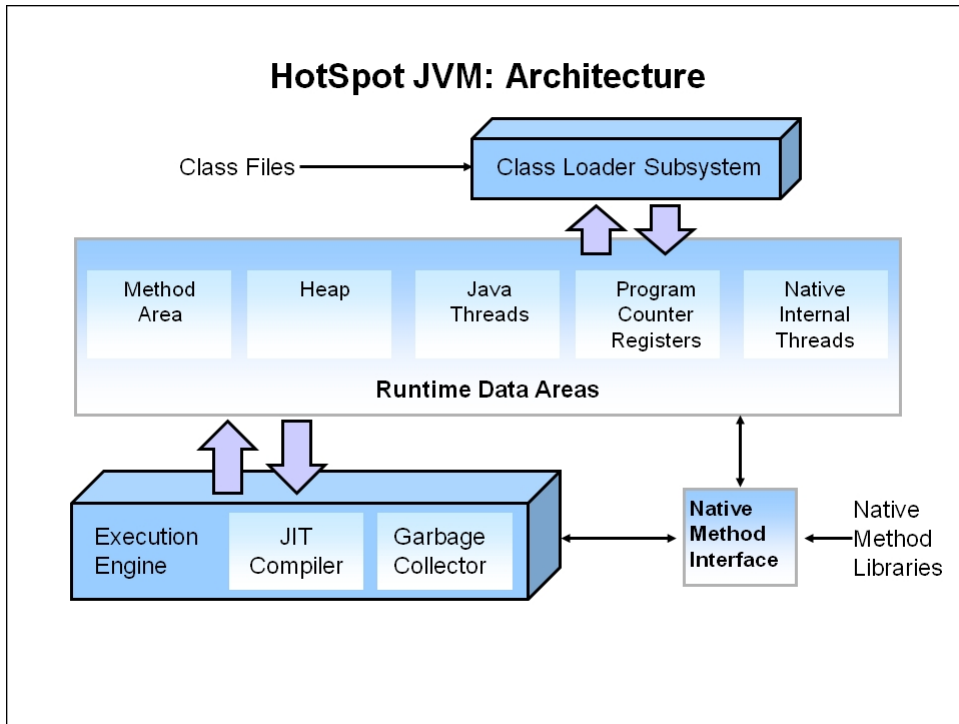 HotSpot JVM: Architecture
Class Files
Class Loader Subsystem
Method
Area
Heap
Java
Threads
Program
Counter
Registers
Native
Internal
Threads
Runtime Data Areas
Execution
Engine
JIT
Compiler
Garbage
Collector
Native
Method
Interface
Native
Method
Libraries